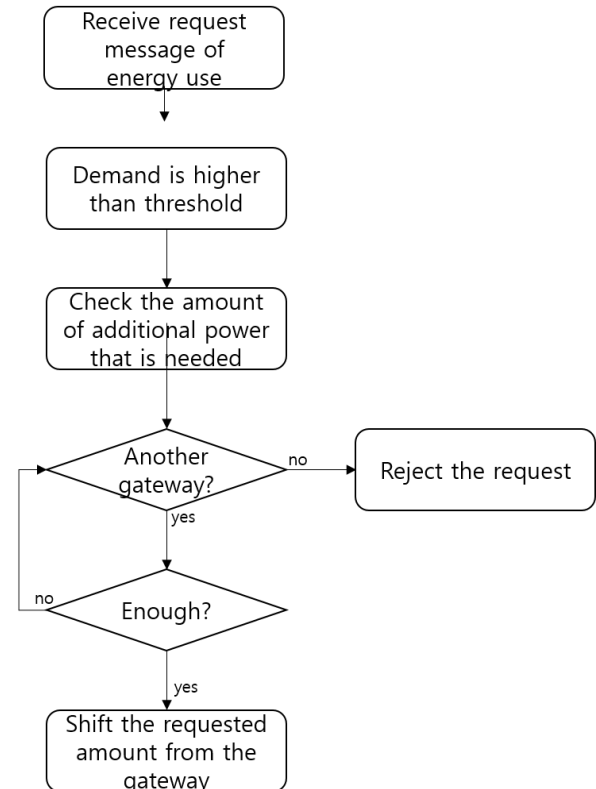 Receive request
message of
energy use
Demand is higher
than threshold
Check the amount
of additional power
that is needed
Another
gateway?
no
Reject the request
yes
no
Enough?
yes
Shift the requested
amount from the
gateway